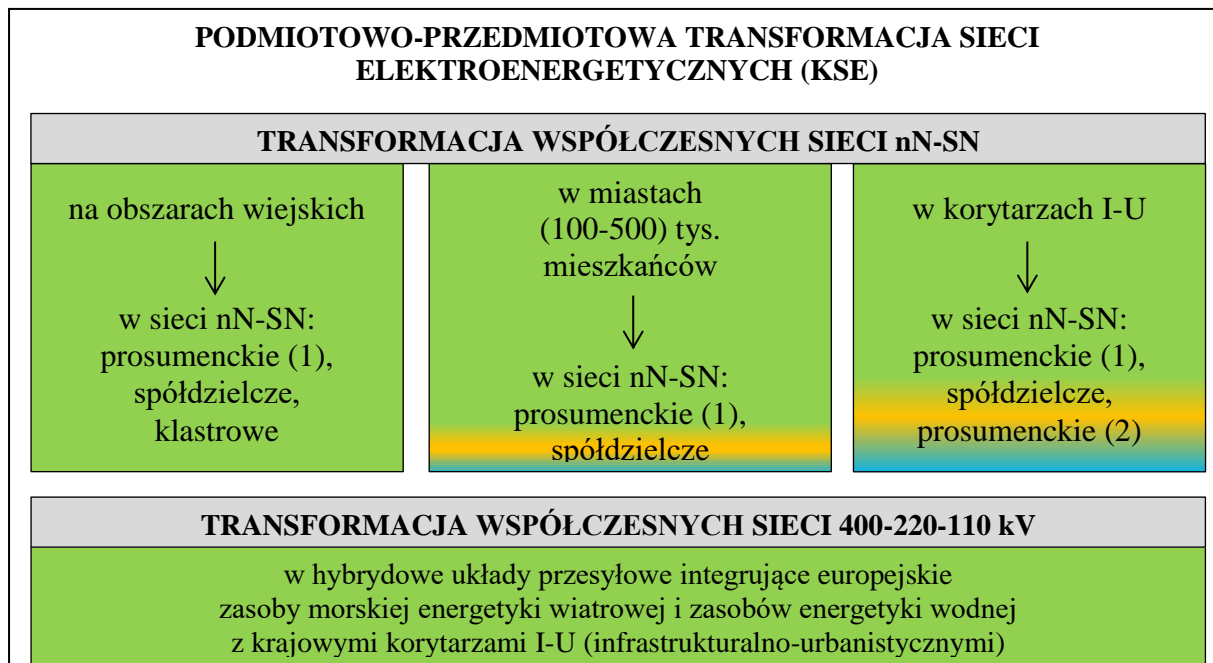 PODMIOTOWO-PRZEDMIOTOWA TRANSFORMACJA SIECI
ELEKTROENERGETYCZNYCH (KSE)
TRANSFORMACJA WSPÓŁCZESNYCH SIECI nN-SN
na obszarach wiejskich
w sieci nN-SN:
prosumenckie (1),
spółdzielcze,
klastrowe
w miastach
(100-500) tys.
mieszkańców
w sieci nN-SN:
prosumenckie (1),
spółdzielcze
w korytarzach I-U
w sieci nN-SN:
prosumenckie (1),
spółdzielcze,
prosumenckie (2)
TRANSFORMACJA WSPÓŁCZESNYCH SIECI 400-220-110 kV
w hybrydowe układy przesyłowe integrujące europejskie
zasoby morskiej energetyki wiatrowej i zasobów energetyki wodnej
z krajowymi korytarzami I-U (infrastrukturalno-urbanistycznymi)